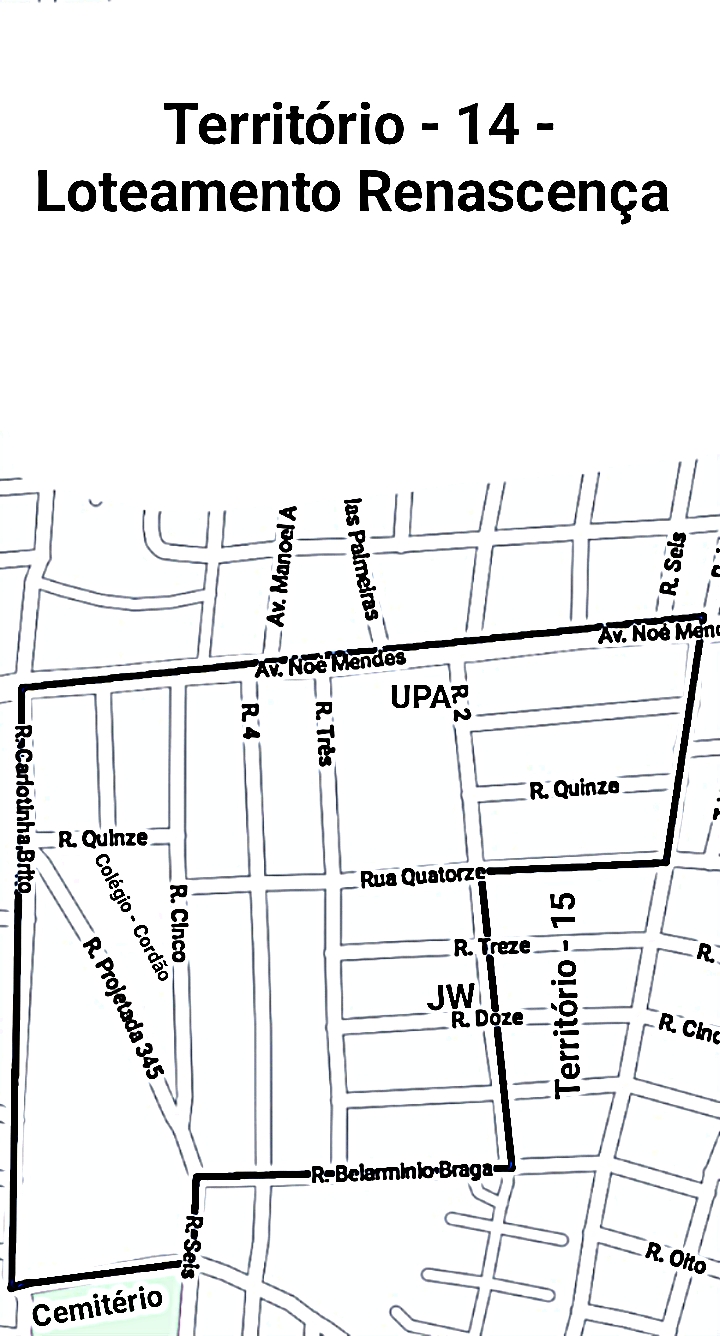 Território - 14 -
Loteamento Renascença
Av. Manoel A
las Palmeiras
R. Seis
Av. Noé Mend
Av. Noé Mendes
UPA
R. 2
R. 4
R. Três
R. Carlotinha Brito
R. Quinze
R. Quinze
Colégio - Cordão
R. Cinco
Rua Quatorze
Território - 15
R. Treze
R.
R. Projetada 345
JW
R. Doze
R. Cinc
R. Belarminio Braga
R. Seis
R. Oito
Cemitério